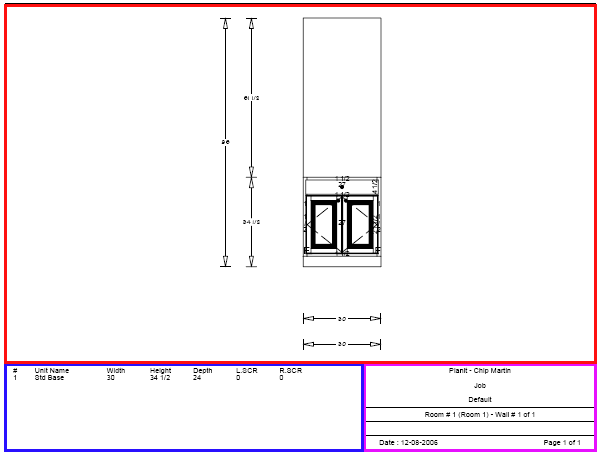 61 1/2
96
1 1/2
4 1/2
34 1/2
27
1 1/2
30
30
# Unit Name Width Height Depth L.SCR R.SCR
1 Std Base 30 34 1/2 24 0 0
Planit - Chip Martin
Job
Default
Room # 1 (Room 1) - Wall # 1 of 1
Date : 12-08-2006 Page 1 of 1